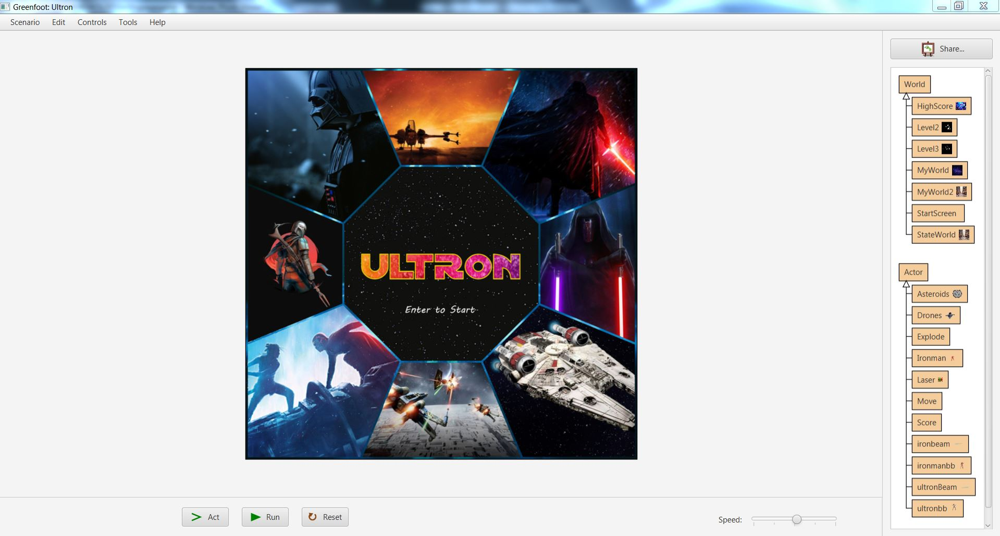 Greenfoot: Ultron
Scenario Edit Controls Tools Help
Share...
World
HighScore
Level2
Level3
MyWorld
MyWorld2
StartScreen
StateWorld
ULTRON
Enter to Start
Actor
Asteroids
Drones
Explode
Ironman
Laser
Move
Score
ironbeam
ironmanbb
ultronBeam
ultronbb
Act Run Reset Speed: